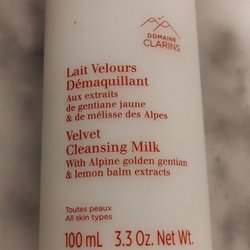 DOMAINE
CLARINS
Lait Velours
Démaquillant
Aux extraits
de gentiane jaune
& de mélisse des Alpes
Velvet
Cleansing Milk
With Alpine golden gentian
& lemon balm extracts
Toutes peaux
All skin types
100 mL 3.3 Oz. Net Wt.